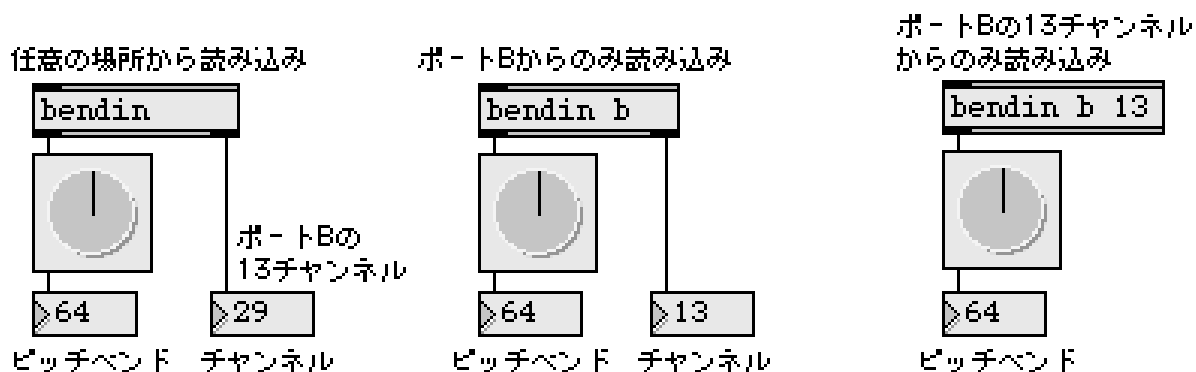 任意の場所から読み込み
bendin
ポートBの
13チャンネル
64
29
ピッチベンド
チャンネル
ポートBからのみ読み込み
bendin b
64
13
ピッチベンド
チャンネル
ポートBの13チャンネル
からのみ読み込み
bendin b 13
64
ピッチベンド